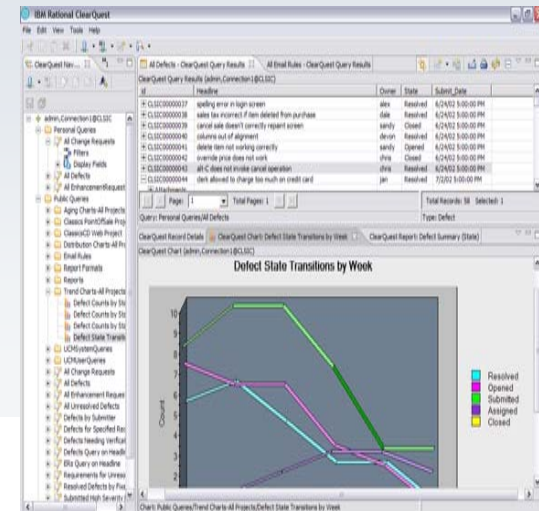 IBM Rational ClearQuest
File Edit View Tools Help
ClearQuest Nav...
admin,Connection1@CLSIC
Personal Queries
All Change Requests
Filters
Display Fields
All Defects
All EnhancementRequest
Public Queries
Aging Charts-All Projects
Classics PointOfSale Proj
ClassicsCD Web Project
Distribution Charts-All Pro
Email Rules
Report Formats
Reports
Trend Charts-All Projects
Defect Counts by Sta
Defect Counts by Sta
Defect Counts by Sta
Defect State Transiti
UCMSystemQueries
UCMUserQueries
All Change Requests
All Defects
All Enhancement Reques
All Unresolved Defects
Defects by Submitter
Defects for Specified Rec
Defects Needing Verificat
Defects Query on Headli
ERs Query on Headline
Requirements for Unreso
Resolved Defects by Fixe
Submitted High Severity
All Defects - ClearQuest Query Results
All Email Rules - ClearQuest Query Results
ClearQuest Query Results (admin,Connection1@CLSIC)
id Headline Owner State Submit_Date
CLSIC00000037 spelling error in login screen alex Resolved 6/24/02 5:00:00 PM
CLSIC00000038 sales tax incorrect if item deleted from purchase dale Resolved 6/24/02 5:00:00 PM
CLSIC00000039 cancel sale doesn't correctly repaint screen sandy Closed 6/24/02 5:00:00 PM
CLSIC00000040 columns out of alignment devon Resolved 6/24/02 5:00:00 PM
CLSIC00000041 delete item not working correctly sandy Opened 6/24/02 5:00:00 PM
CLSIC00000042 override price does not work chris Closed 6/24/02 5:00:00 PM
CLSIC00000043 alt-C does not invoke cancel operation chris Resolved 6/24/02 5:00:00 PM
CLSIC00000044 clerk allowed to charge too much on credit card jan Resolved 7/2/02 5:00:00 PM
Attachments
Page: 1 Total Pages: 1 Total Records: 58 Selected: 1
Query: Personal Queries/All Defects Type: Defect
ClearQuest Record Details
ClearQuest Chart: Defect State Transitions by Week
ClearQuest Report: Defect Summary (State)
ClearQuest Chart (admin,Connection1@CLSIC)
Defect State Transitions by Week
Count
10
9
8
7
6
5
4
3
2
Resolved
Opened
Submitted
Assigned
Closed
Chart: Public Queries/Trend Charts-All Projects/Defect State Transitions by Week